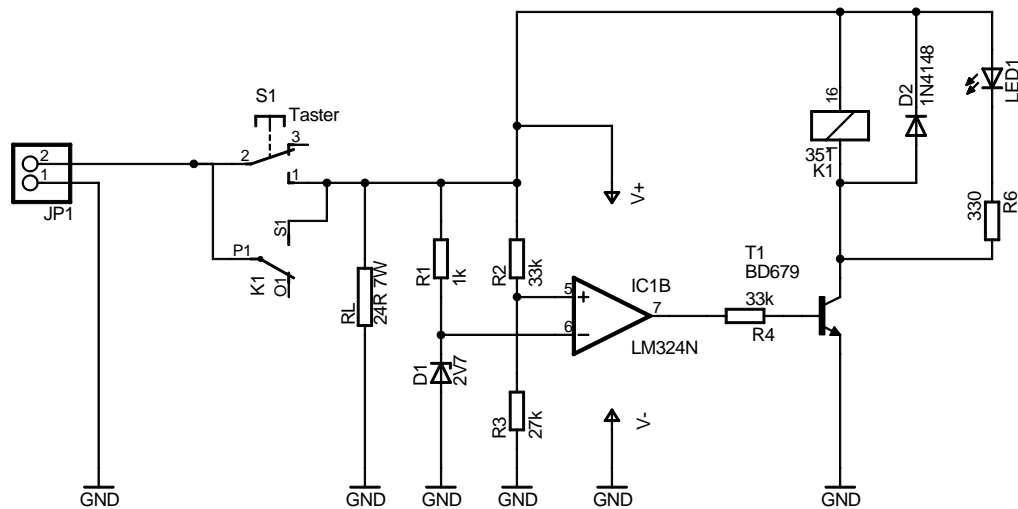 S1
Taster
3
2
1
2
1
JP1
S1
P1
K1
O1
RL
24R 7W
R1
1k
D1
2V7
R2
33k
R3
27k
V+
V-
5
6
7
IC1B
LM324N
33k
R4
T1
BD679
16
35T
K1
D2
1N4148
LED1
330
R6
GND
GND
GND
GND
GND
GND